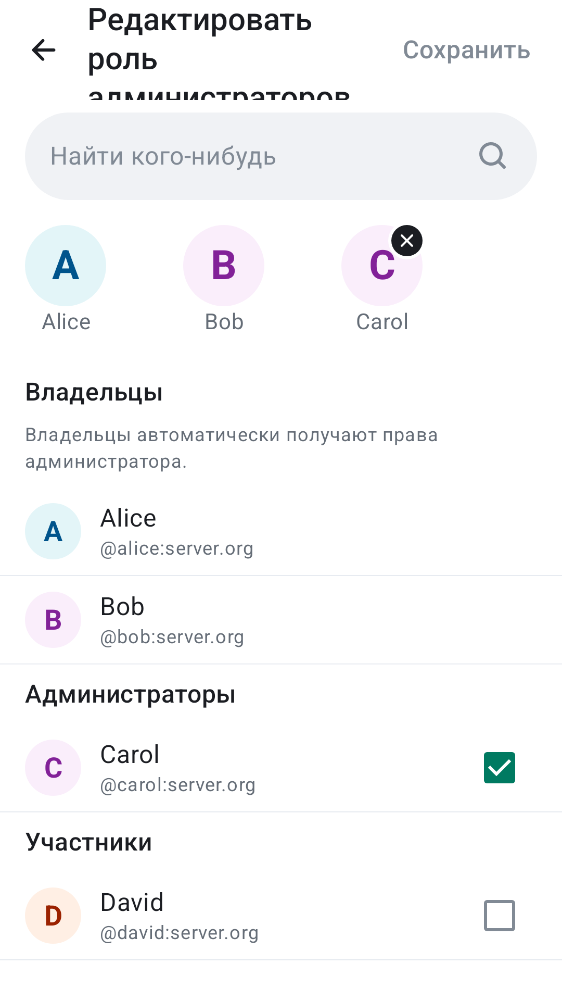 Редактировать
роль
администраторов
Сохранить
Найти кого-нибудь
A
B
C
Alice
Bob
Carol
Владельцы
Владельцы автоматически получают права
администратора.
A
Alice
@alice:server.org
B
Bob
@bob:server.org
Администраторы
C
Carol
@carol:server.org
Участники
D
David
@david:server.org